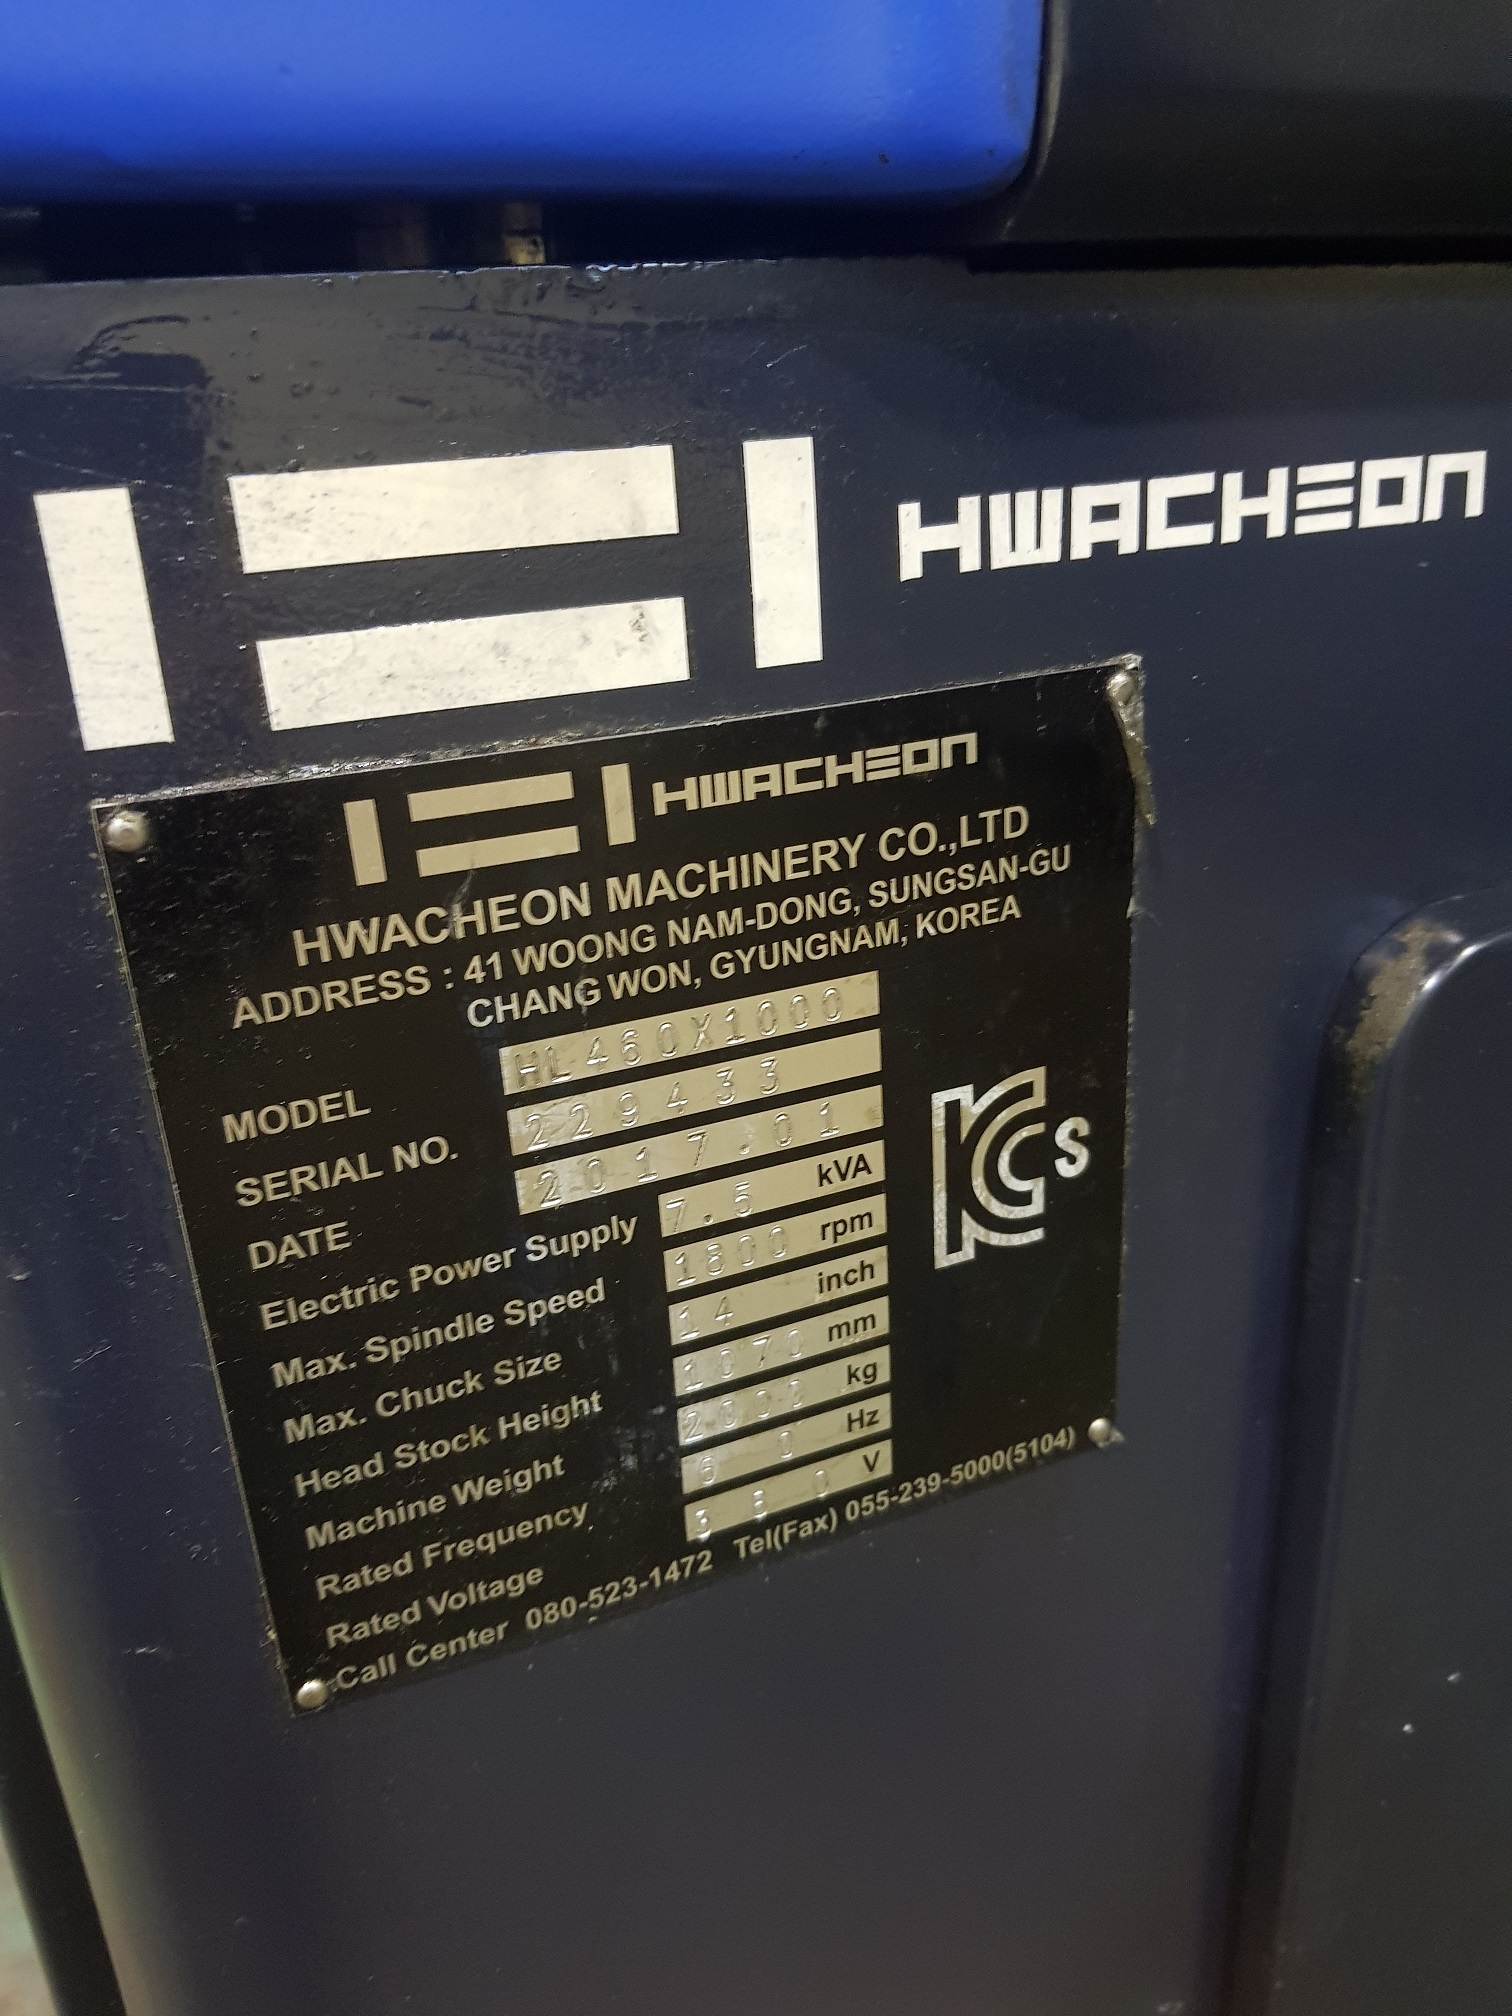 HWACHEON
HWACHEON
HWACHEON MACHINERY CO.,LTD
ADDRESS : 41 WOONG NAM-DONG, SUNGSAN-GU
CHANG WON, GYUNGNAM, KOREA
MODEL HL460X1000
SERIAL NO. 229433
DATE 2017.01
Electric Power Supply 7.5 kVA
Max. Spindle Speed 1800 rpm
Max. Chuck Size 14 inch
Head Stock Height 1070 mm
Machine Weight kg
Rated Frequency 60 Hz
Rated Voltage V
Call Center 080-523-1472 Tel(Fax) 055-239-5000(5104)
KCs